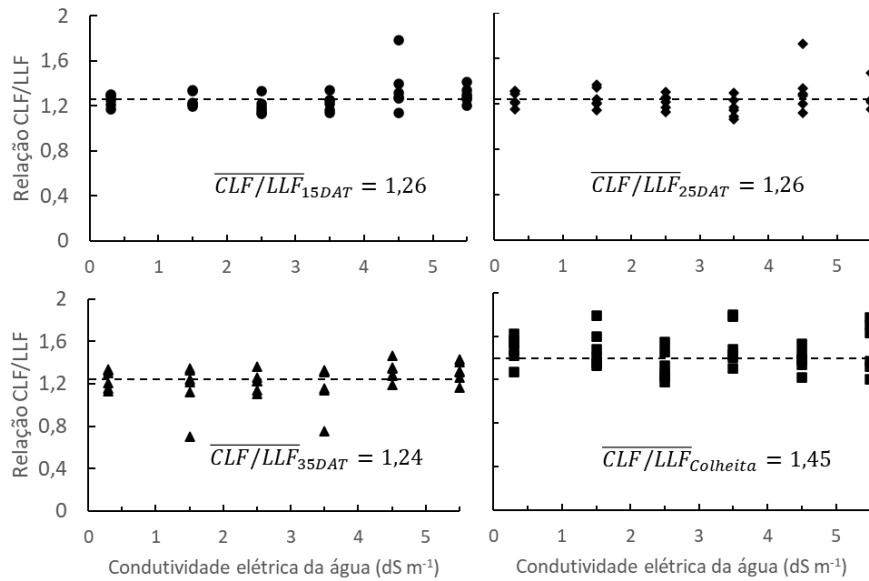 2
1,6
1,2
0,8
0,4
0
Relação CLF/LLF
CLF/LLF15DAT = 1,26
0 1 2 3 4 5
CLF/LLF25DAT = 1,26
0 1 2 3 4 5
2
1,6
1,2
0,8
0,4
0
Relação CLF/LLF
CLF/LLF35DAT = 1,24
0 1 2 3 4 5
Condutividade elétrica da água (dS m⁻¹)
CLF/LLFColheita = 1,45
0 1 2 3 4 5
Condutividade elétrica da água (dS m⁻¹)